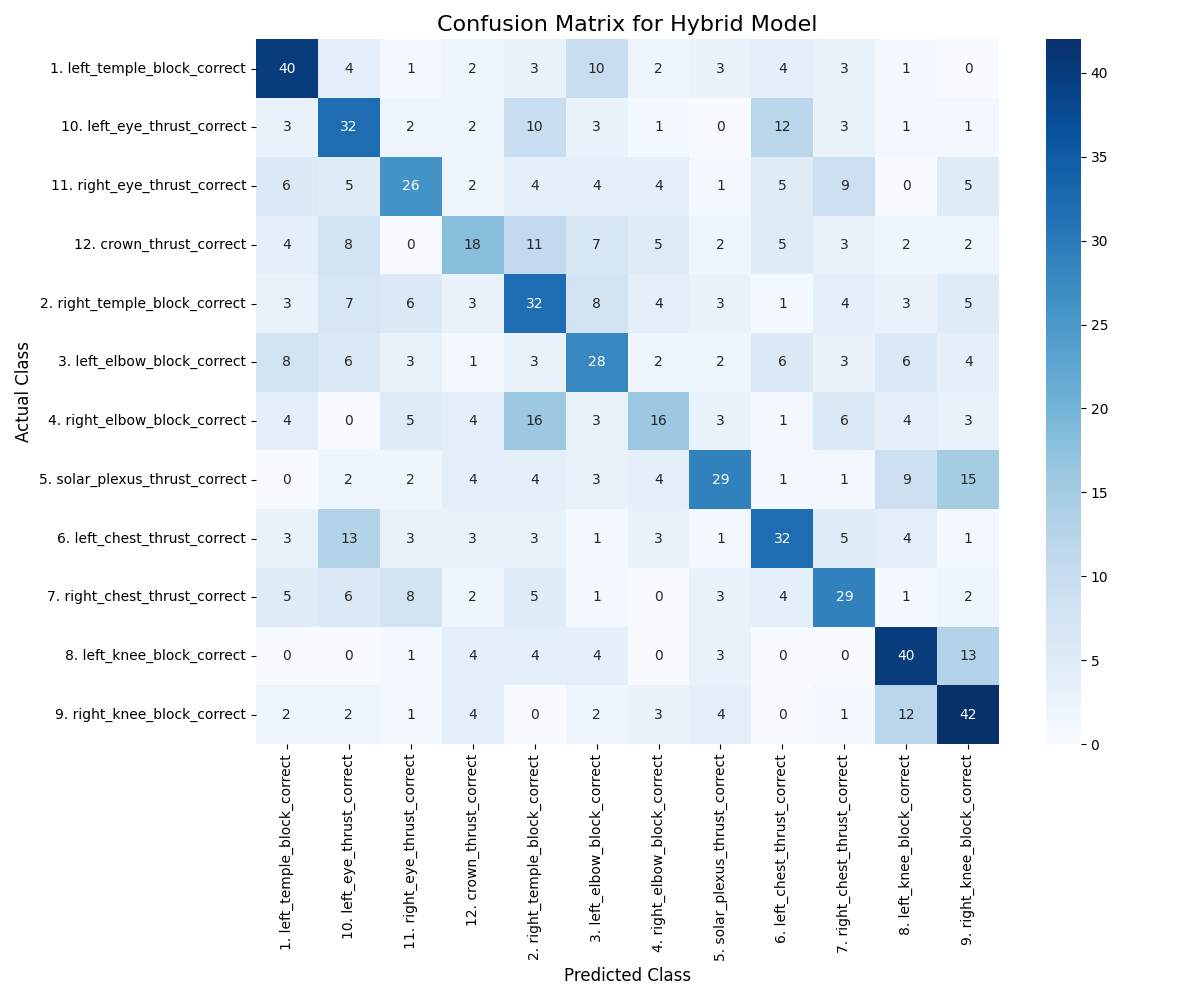 Confusion Matrix for Hybrid Model
1. left_temple_block_correct 40 4 1 2 3 10 2 3 4 3 1 0
10. left_eye_thrust_correct 3 32 2 2 10 3 1 0 12 3 1 1
11. right_eye_thrust_correct 6 5 26 2 4 4 4 1 5 9 0 5
12. crown_thrust_correct 4 8 0 18 11 7 5 2 5 3 2 2
2. right_temple_block_correct 3 7 6 3 32 8 4 3 1 4 3 5
3. left_elbow_block_correct 8 6 3 1 3 28 2 2 6 3 6 4
4. right_elbow_block_correct 4 0 5 4 16 3 16 3 1 6 4 3
5. solar_plexus_thrust_correct 0 2 2 4 4 3 4 29 1 1 9 15
6. left_chest_thrust_correct 3 13 3 3 3 1 3 1 32 5 4 1
7. right_chest_thrust_correct 5 6 8 2 5 1 0 3 4 29 1 2
8. left_knee_block_correct 0 0 1 4 4 4 0 3 0 0 40 13
9. right_knee_block_correct 2 2 1 4 0 2 3 4 0 1 12 42
Actual Class
1. left_temple_block_correct
10. left_eye_thrust_correct
11. right_eye_thrust_correct
12. crown_thrust_correct
2. right_temple_block_correct
3. left_elbow_block_correct
4. right_elbow_block_correct
5. solar_plexus_thrust_correct
6. left_chest_thrust_correct
7. right_chest_thrust_correct
8. left_knee_block_correct
9. right_knee_block_correct
Predicted Class
40
35
30
25
20
15
10
5
0